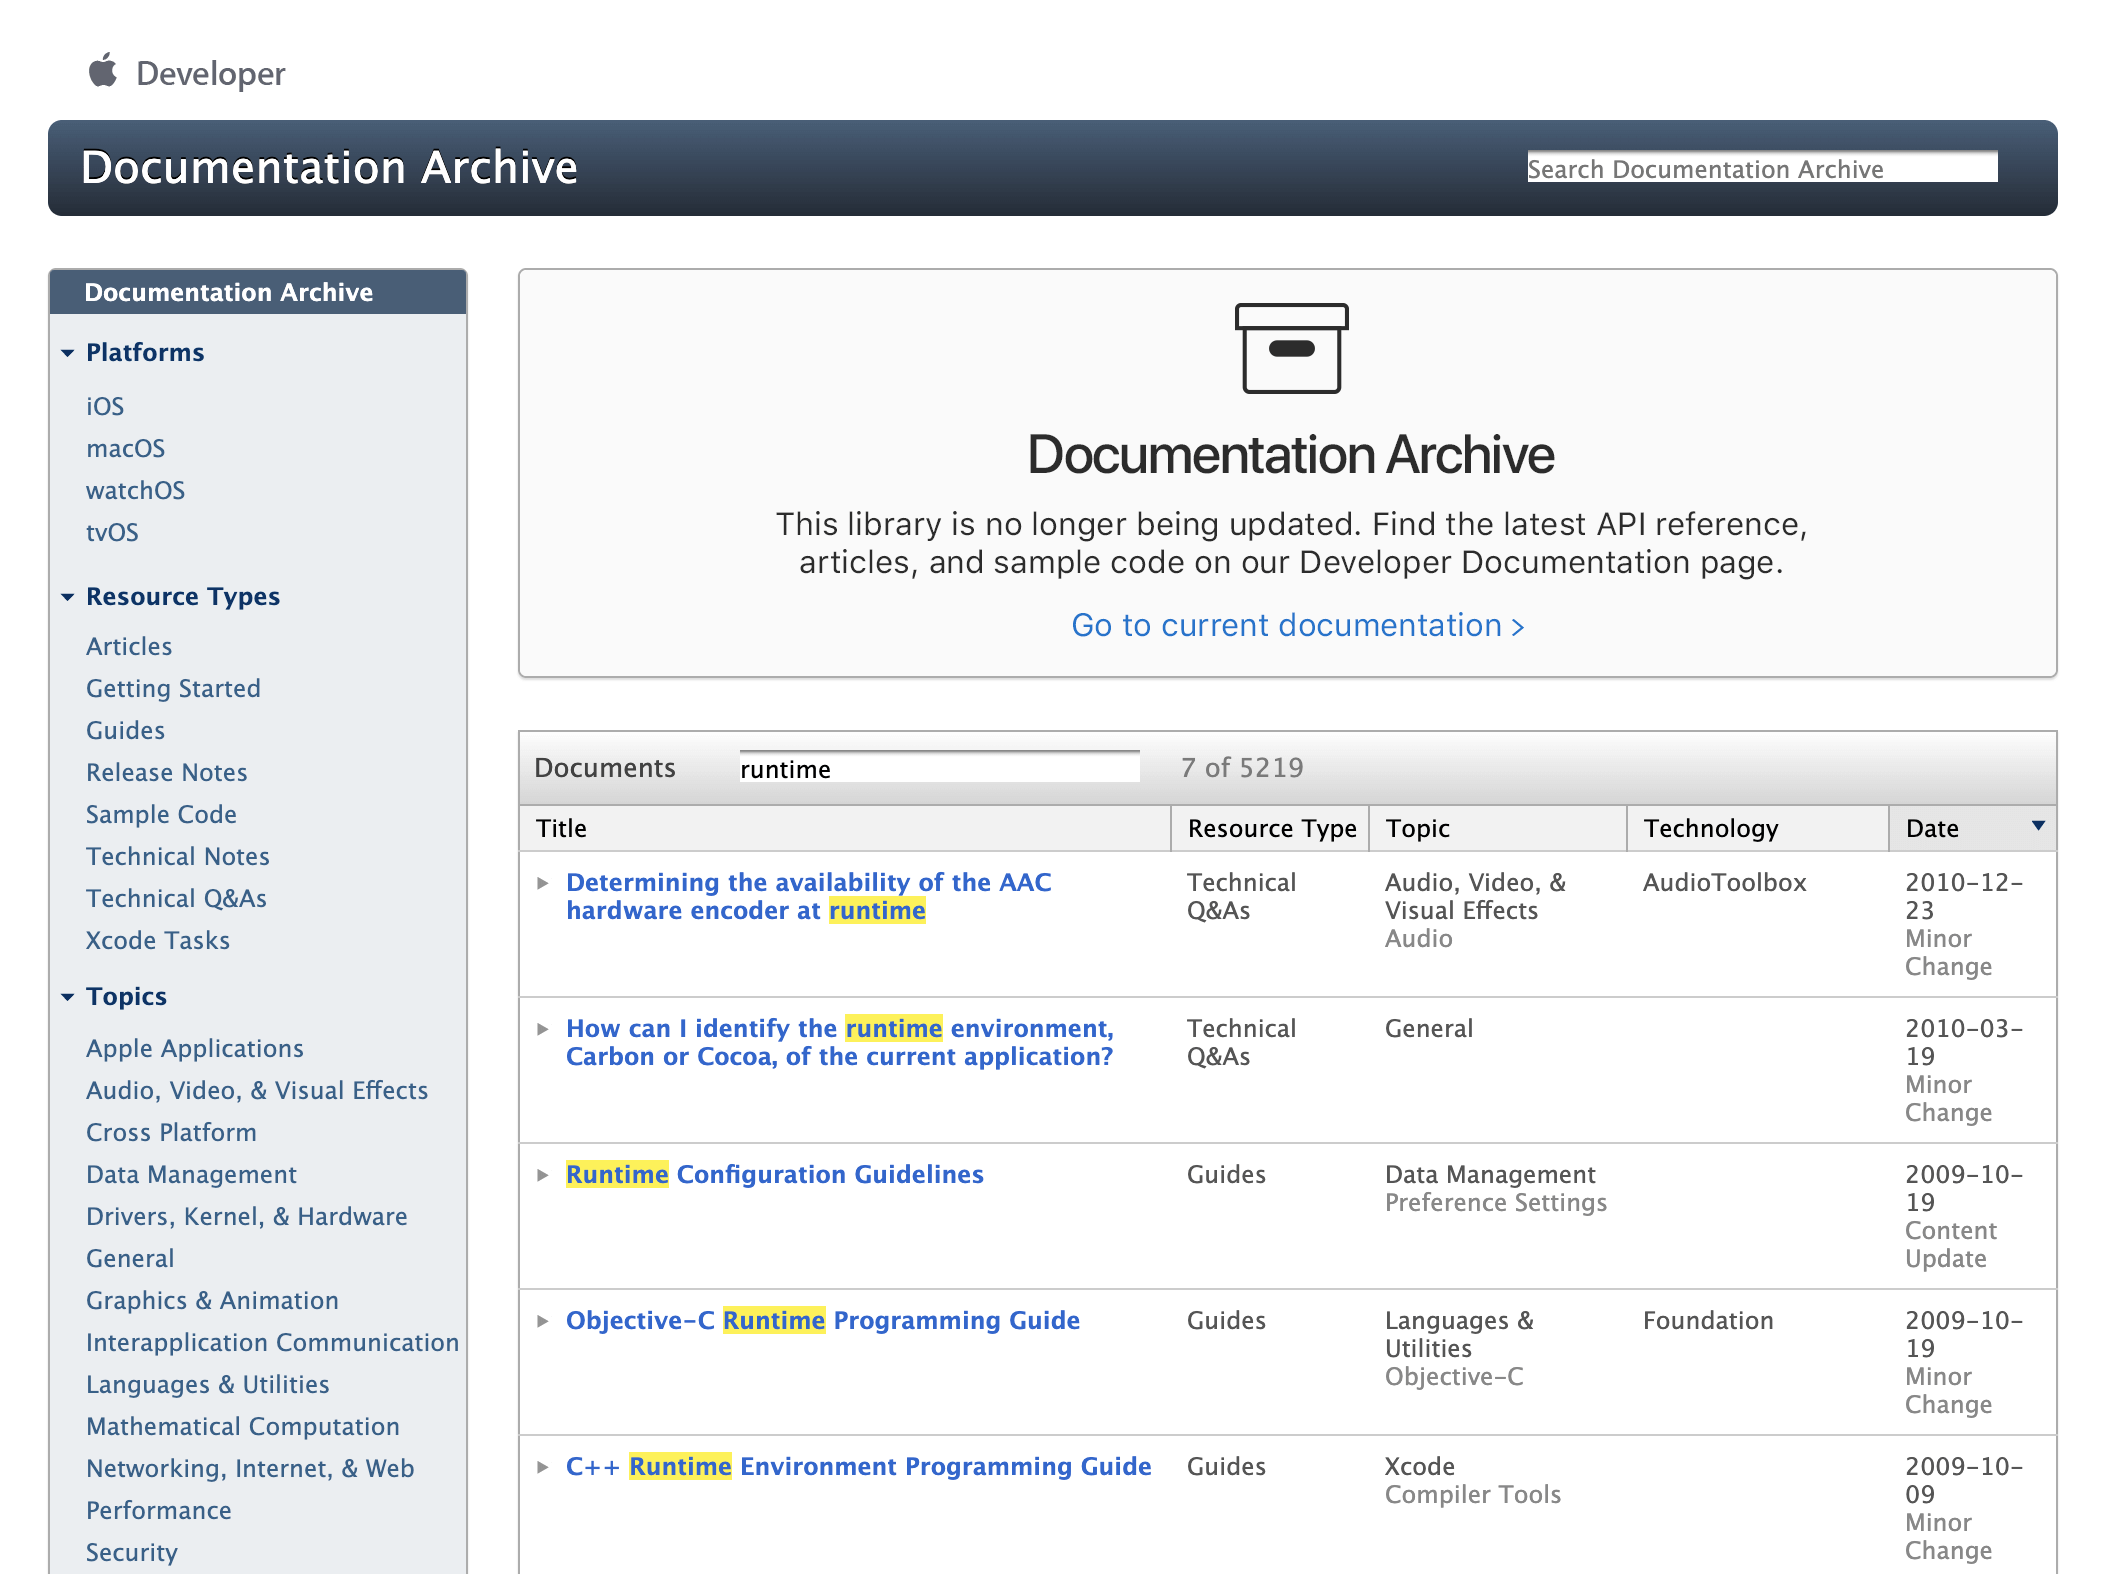 Developer
Documentation Archive
Search Documentation Archive
Documentation Archive
Platforms
iOS
macOS
watchOS
tvOS
Resource Types
Articles
Getting Started
Guides
Release Notes
Sample Code
Technical Notes
Technical Q&As
Xcode Tasks
Topics
Apple Applications
Audio, Video, & Visual Effects
Cross Platform
Data Management
Drivers, Kernel, & Hardware
General
Graphics & Animation
Interapplication Communication
Languages & Utilities
Mathematical Computation
Networking, Internet, & Web
Performance
Security
Documentation Archive
This library is no longer being updated. Find the latest API reference,
articles, and sample code on our Developer Documentation page.
Go to current documentation >
Documents runtime 7 of 5219
Title Resource Type Topic Technology Date
Determining the availability of the AAC
hardware encoder at runtime
Technical
Q&As
Audio, Video, &
Visual Effects
Audio
AudioToolbox
2010-12-
23
Minor
Change
How can I identify the runtime environment,
Carbon or Cocoa, of the current application?
Technical
Q&As
General
2010-03-
19
Minor
Change
Runtime Configuration Guidelines
Guides
Data Management
Preference Settings
2009-10-
19
Content
Update
Objective-C Runtime Programming Guide
Guides
Languages &
Utilities
Objective-C
Foundation
2009-10-
19
Minor
Change
C++ Runtime Environment Programming Guide
Guides
Xcode
Compiler Tools
2009-10-
09
Minor
Change